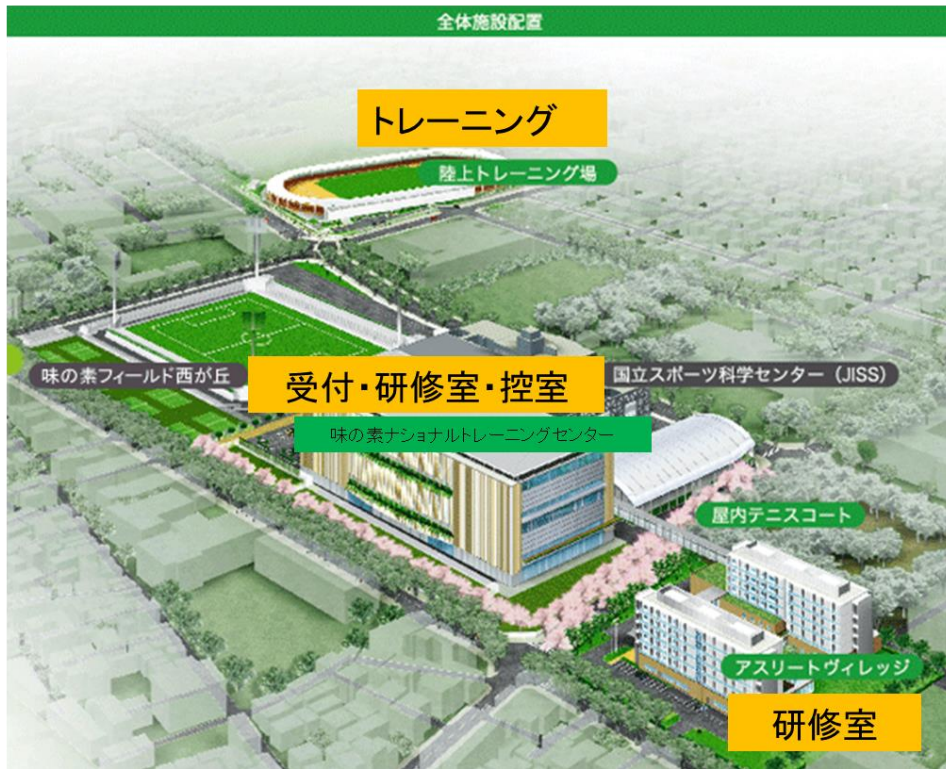 全体施設配置
トレーニング
陸上トレーニング場
味の素フィールド西が丘
受付・研修室・控室
国立スポーツ科学センター（JISS）
味の素ナショナルトレーニングセンター
屋内テニスコート
アスリートヴィレッジ
研修室